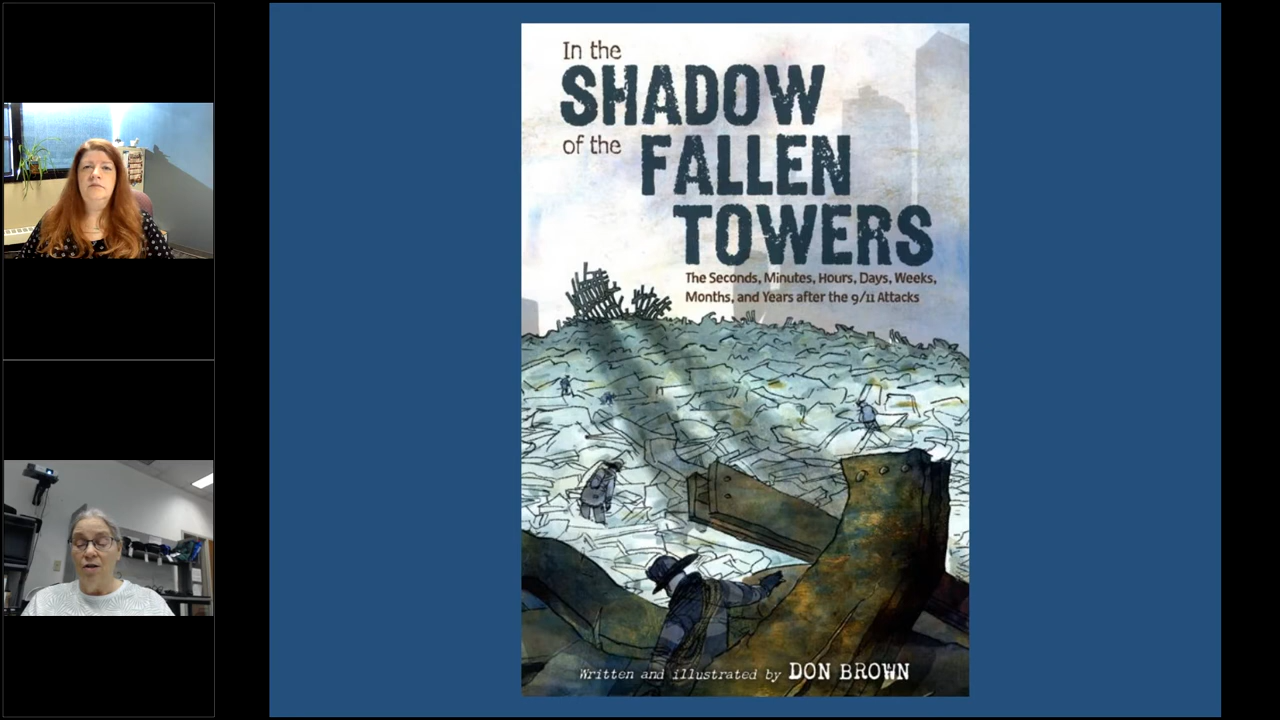 In the
SHADOW
of the FALLEN
TOWERS
The Seconds, Minutes, Hours, Days, Weeks,
Months, and Years after the 9/11 Attacks
Written and illustrated by DON BROWN